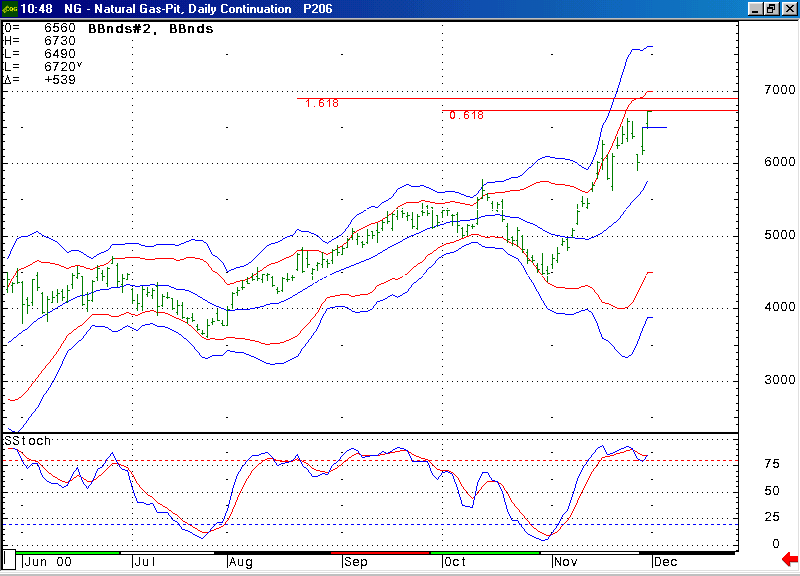 CQG 10:48 NG - Natural Gas-Pit, Daily Continuation P206
O= 6560 BBnds#2, BBnds
H= 6730
L= 6490
L= 6720v
Δ= +539
7000
1.618
0.618
6000
5000
4000
3000
SStoch
75
50
25
0
Jun 00 Jul Aug Sep Oct Nov Dec